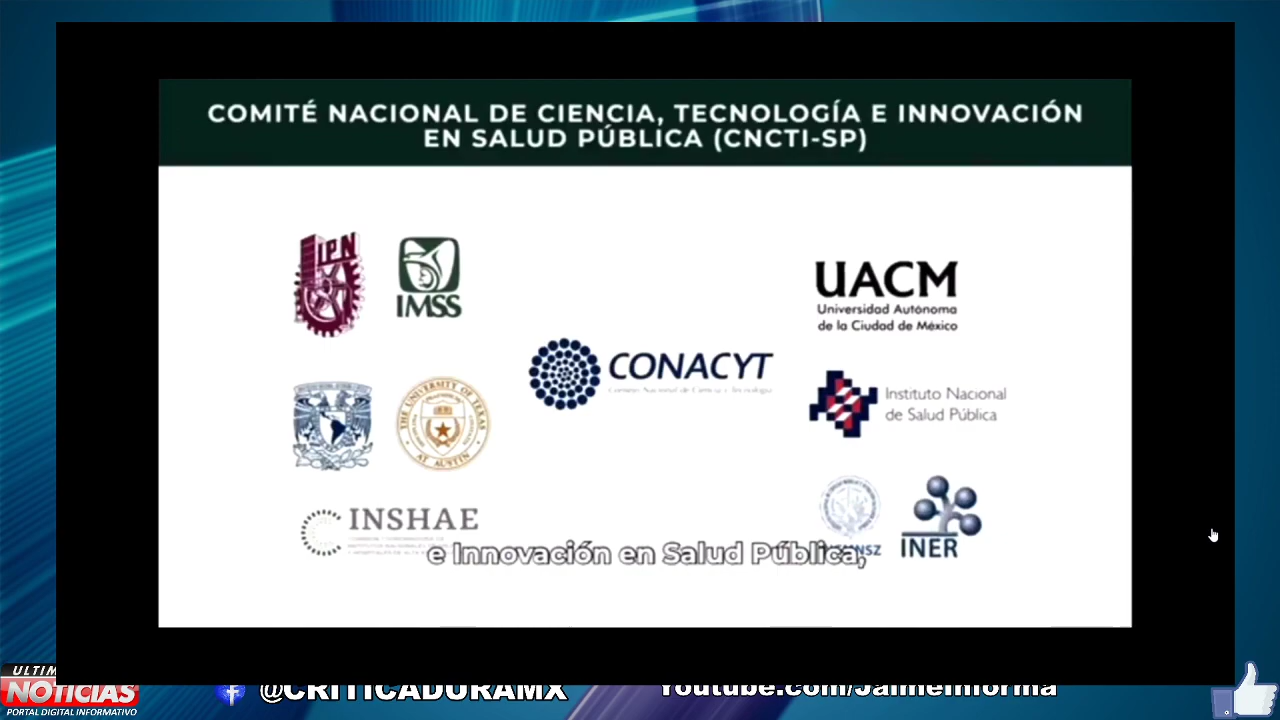 COMITÉ NACIONAL DE CIENCIA, TECNOLOGÍA E INNOVACIÓN
EN SALUD PÚBLICA (CNCTI-SP)
IPN
IMSS
UACM
Universidad Autónoma
de la Ciudad de México
CONACYT
THE UNIVERSITY OF TEXAS
AT AUSTIN
Instituto Nacional
de Salud Pública
INSHAE
INER
e Innovación en Salud Pública,
NOTICIAS
PORTAL DIGITAL INFORMATIVO
@CRITICADURAMX
Youtube.com/JaimeInforma